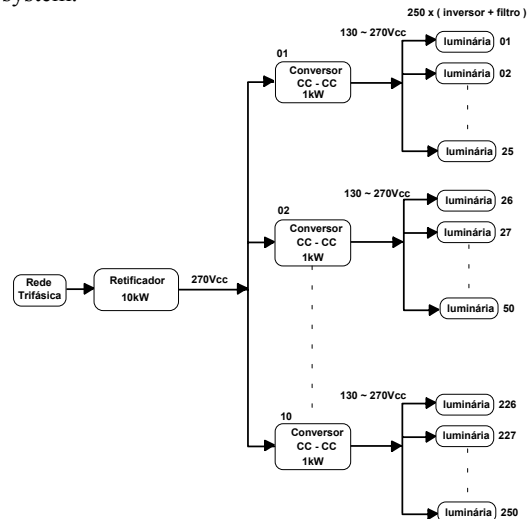 system.
250 x ( inversor + filtro )
130 ~ 270Vcc
luminária 01
01
Conversor
CC - CC
1kW
luminária 02
luminária 25
130 ~ 270Vcc
luminária 26
02
Conversor
CC - CC
1kW
luminária 27
Rede
Trifásica
Retificador
10kW
270Vcc
luminária 50
130 ~ 270Vcc
luminária 226
10
Conversor
CC - CC
1kW
luminária 227
luminária 250